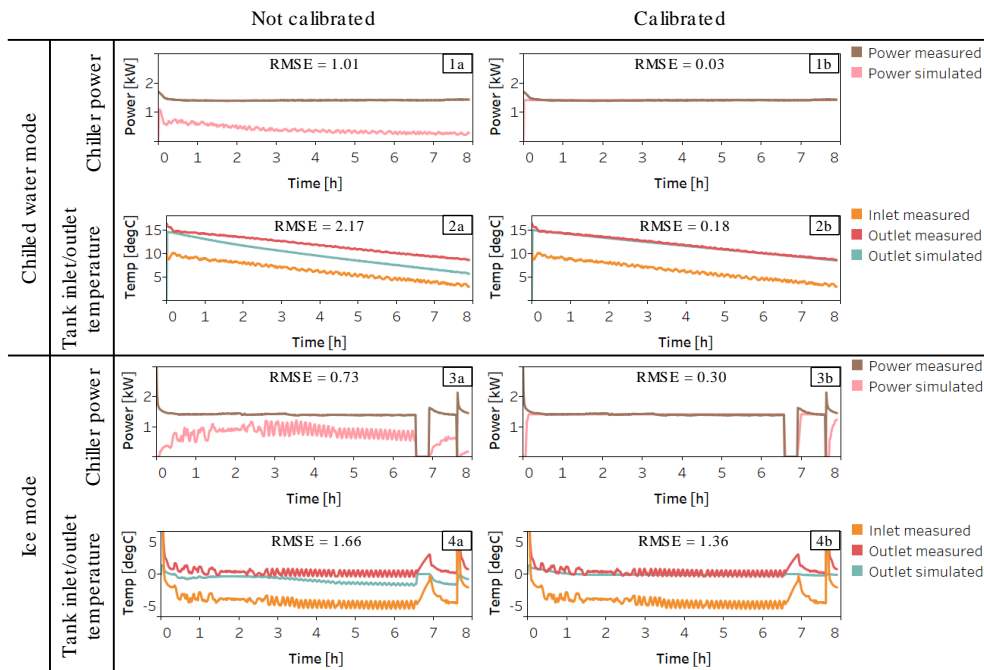 Not calibrated
Calibrated
Chilled water mode
Chiller power
Power [kW]
2
1
RMSE = 1.01
1a
0 1 2 3 4 5 6 7 8
Time [h]
Power [kW]
2
1
RMSE = 0.03
1b
0 1 2 3 4 5 6 7 8
Time [h]
Power measured
Power simulated
Tank inlet/outlet
temperature
Temp [degC]
15
10
5
RMSE = 2.17
2a
0 1 2 3 4 5 6 7 8
Time [h]
Temp [degC]
15
10
5
RMSE = 0.18
2b
0 1 2 3 4 5 6 7 8
Time [h]
Inlet measured
Outlet measured
Outlet simulated
Ice mode
Chiller power
Power [kW]
2
1
RMSE = 0.73
3a
0 1 2 3 4 5 6 7 8
Time [h]
Power [kW]
2
1
RMSE = 0.30
3b
0 1 2 3 4 5 6 7 8
Time [h]
Power measured
Power simulated
Tank inlet/outlet
temperature
Temp [degC]
5
0
-5
RMSE = 1.66
4a
0 1 2 3 4 5 6 7 8
Time [h]
Temp [degC]
5
0
-5
RMSE = 1.36
4b
0 1 2 3 4 5 6 7 8
Time [h]
Inlet measured
Outlet measured
Outlet simulated